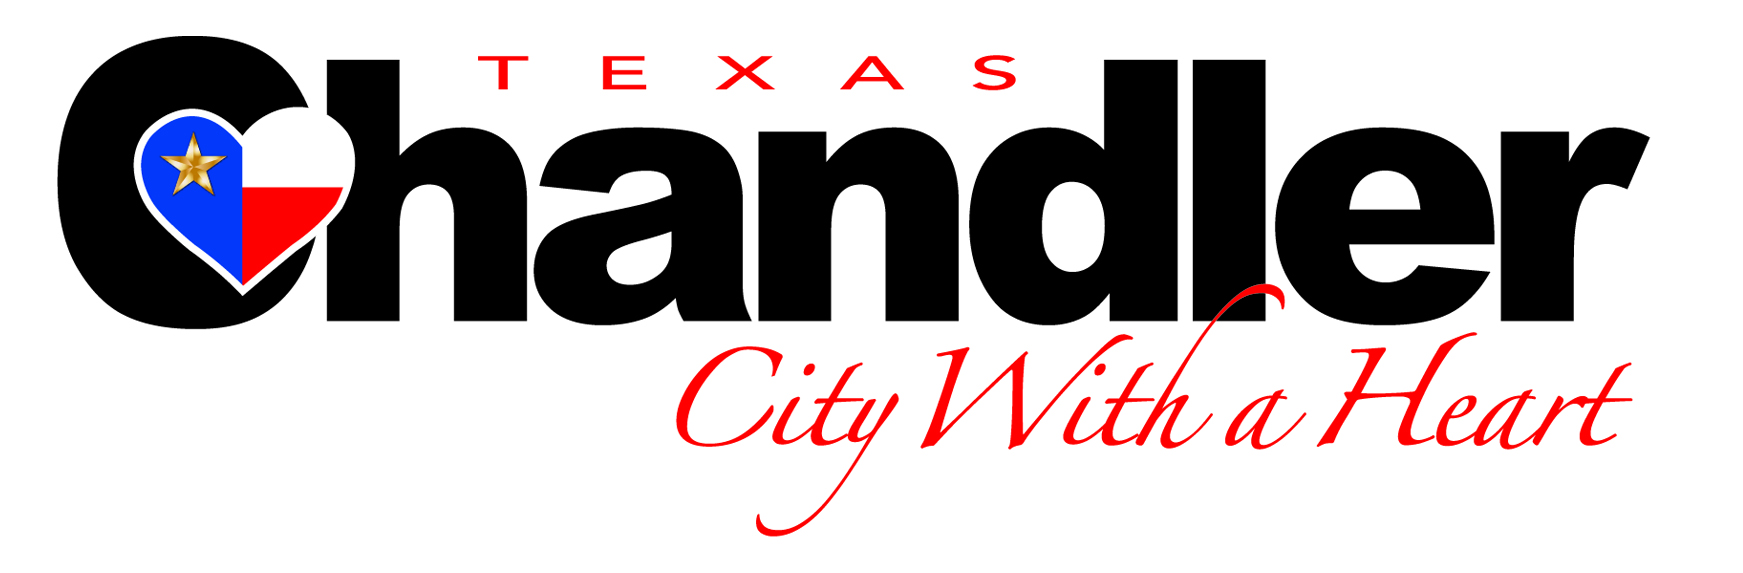 TEXAS
Chandler
City With a Heart